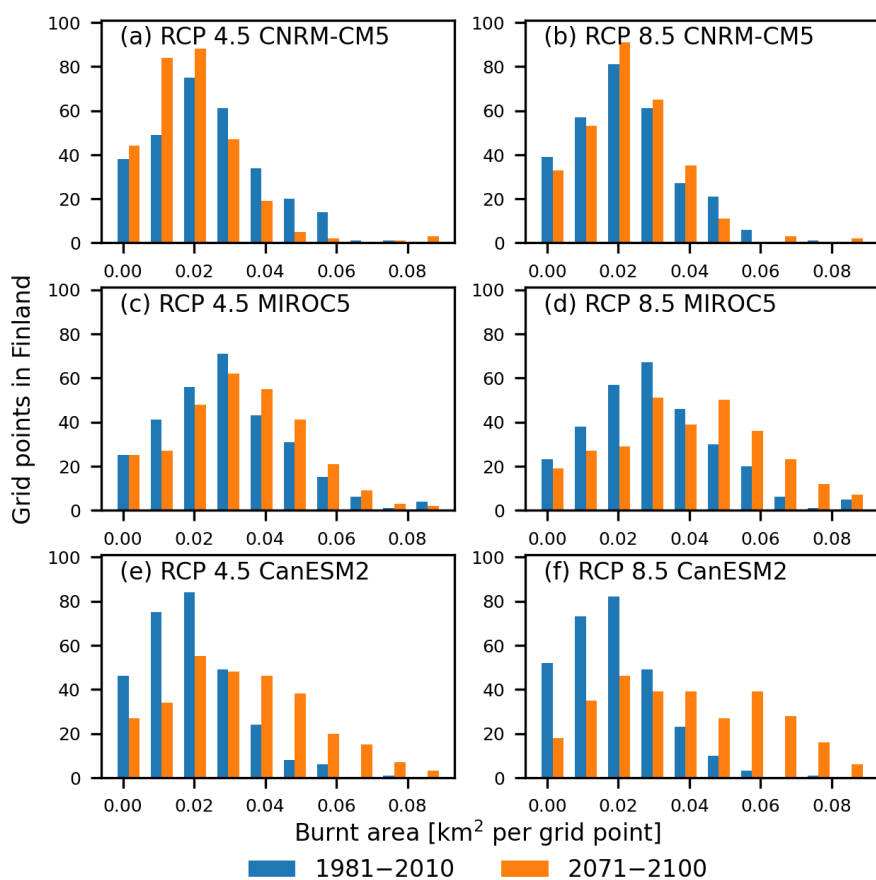 (a) RCP 4.5 CNRM-CM5
100
80
60
40
20
0
0.00 0.02 0.04 0.06 0.08
(b) RCP 8.5 CNRM-CM5
100
80
60
40
20
0
0.00 0.02 0.04 0.06 0.08
(c) RCP 4.5 MIROC5
100
80
60
40
20
0
0.00 0.02 0.04 0.06 0.08
(d) RCP 8.5 MIROC5
100
80
60
40
20
0
0.00 0.02 0.04 0.06 0.08
(e) RCP 4.5 CanESM2
100
80
60
40
20
0
0.00 0.02 0.04 0.06 0.08
(f) RCP 8.5 CanESM2
100
80
60
40
20
0
0.00 0.02 0.04 0.06 0.08
Grid points in Finland
Burnt area [km² per grid point]
1981−2010 2071−2100